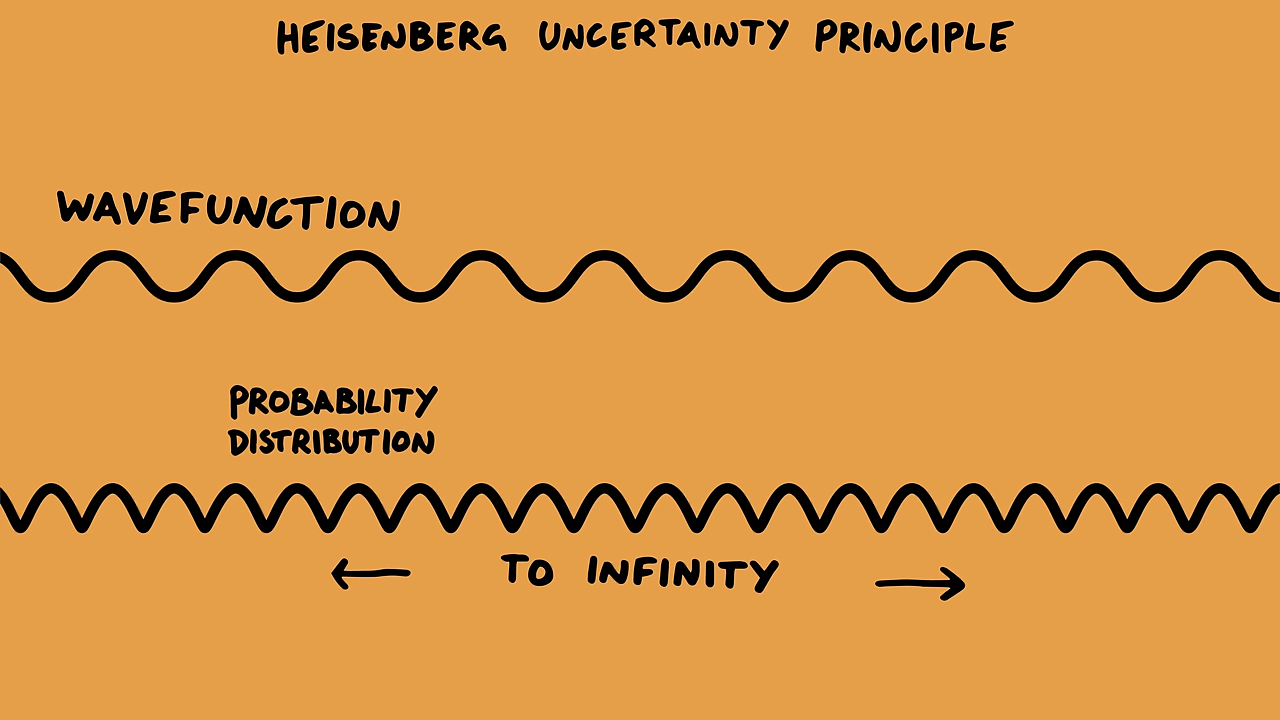 HEISENBERG UNCERTAINTY PRINCIPLE
WAVEFUNCTION
PROBABILITY
DISTRIBUTION
TO INFINITY